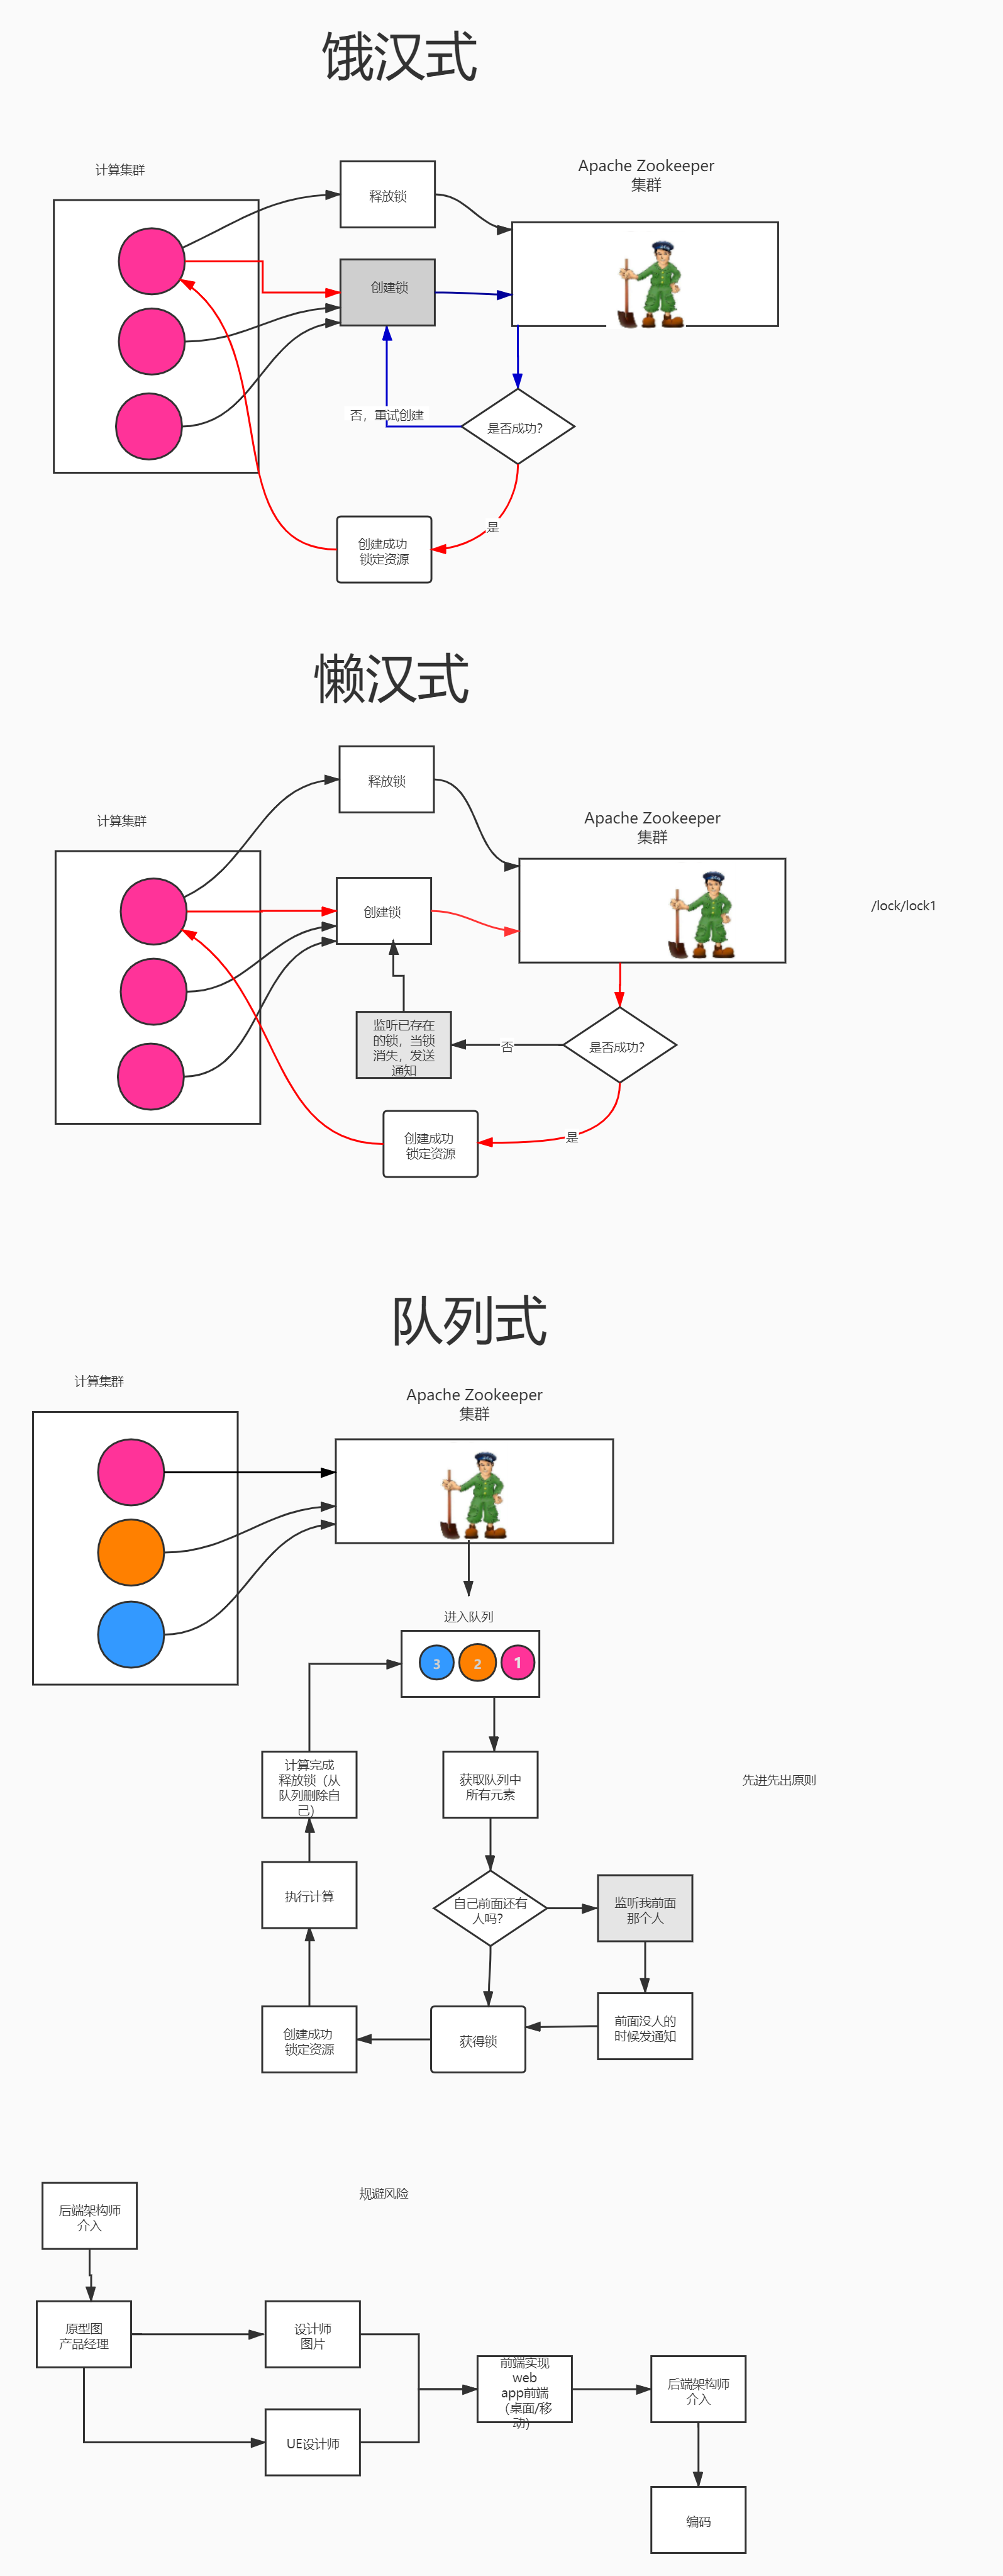 饿汉式
计算集群
释放锁
Apache Zookeeper
集群
创建锁
否，重试创建
是否成功?
是
创建成功
锁定资源
懒汉式
释放锁
计算集群
Apache Zookeeper
集群
创建锁
/lock/lock1
监听已存在
的锁，当锁
消失，发送
通知
否
是否成功?
是
创建成功
锁定资源
队列式
计算集群
Apache Zookeeper
集群
进入队列
3 2 1
计算完成
释放锁（从
队列删除自
己）
获取队列中
所有元素
先进先出原则
执行计算
自己前面还有
人吗?
监听我前面
那个人
创建成功
锁定资源
获得锁
前面没人的
时候发通知
规避风险
后端架构师
介入
原型图
产品经理
设计师
图片
前端实现
web
app前端
（桌面/移
动）
后端架构师
介入
UE设计师
编码